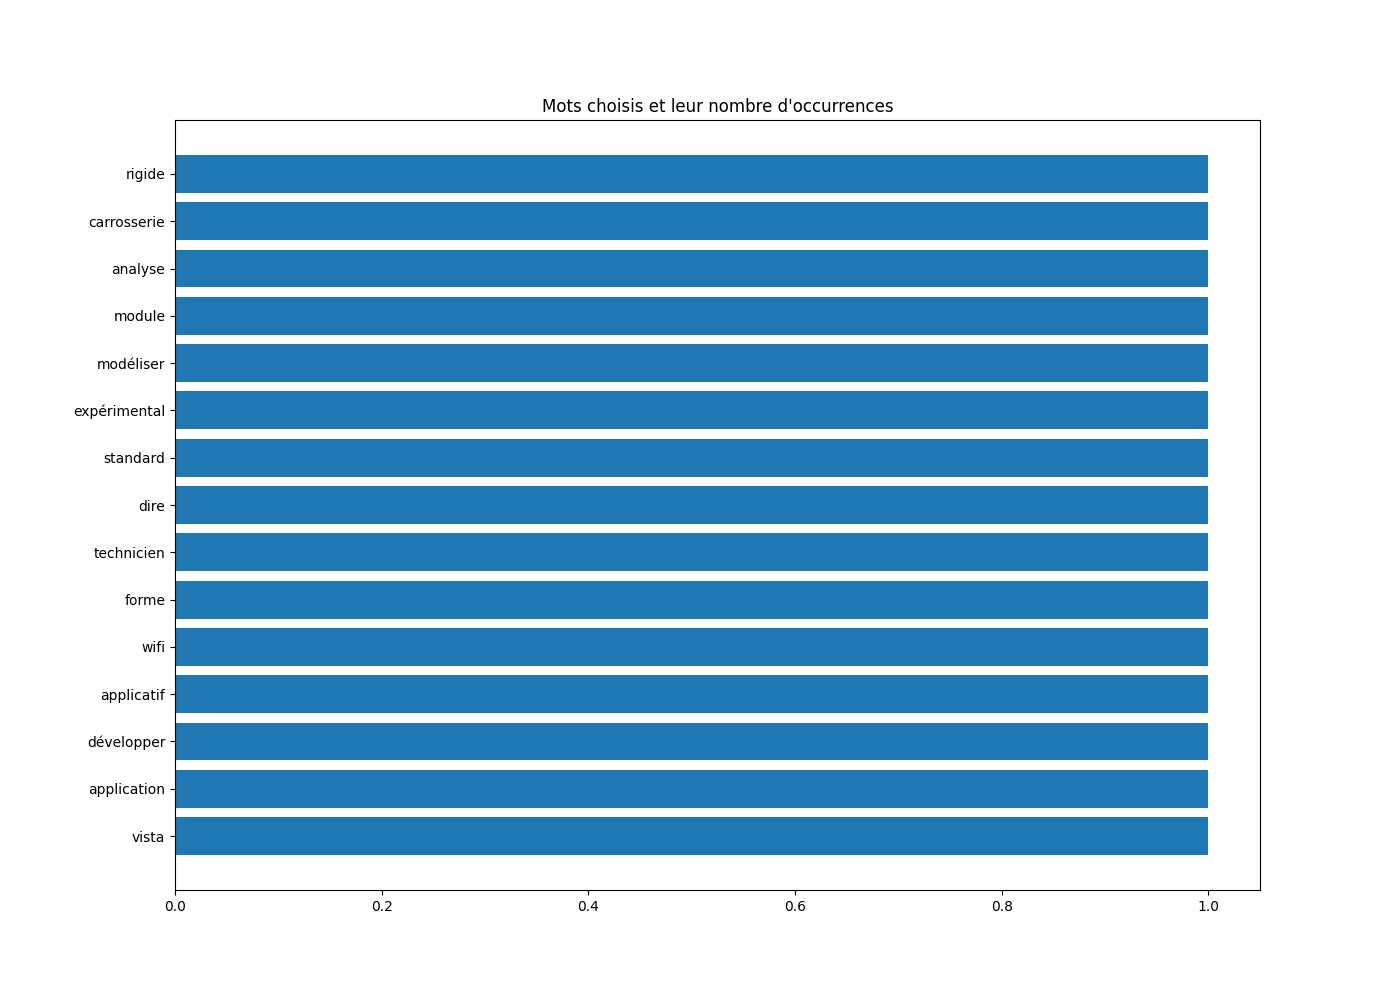 Mots choisis et leur nombre d'occurrences
rigide
carrosserie
analyse
module
modéliser
expérimental
standard
dire
technicien
forme
wifi
applicatif
développer
application
vista
0.0 0.2 0.4 0.6 0.8 1.0